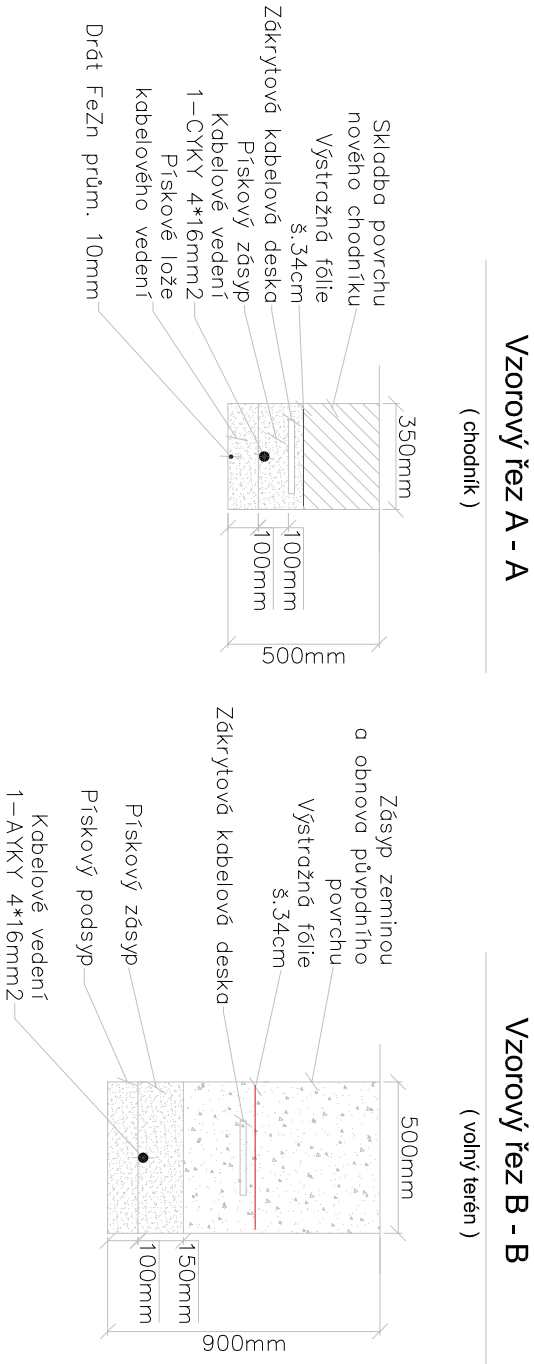 Vzorový řez A - A
( chodník )
Skladba povrchu
nového chodníku
Výstražná fólie
š.34cm
Zákrytová kabelová deska
Pískový zásyp
Kabelové vedení
1-CYKY 4*16mm2
Pískové lože
kabelového vedení
Drát FeZn prům. 10mm
350mm
100mm
100mm
500mm
Vzorový řez B - B
( volný terén )
Zásyp zeminou
a obnova půvpdního
povrchu
Výstražná fólie
š.34cm
Zákrytová kabelová deska
Pískový zásyp
Pískový podsyp
Kabelové vedení
1-AYKY 4*16mm2
500mm
150mm
100mm
900mm